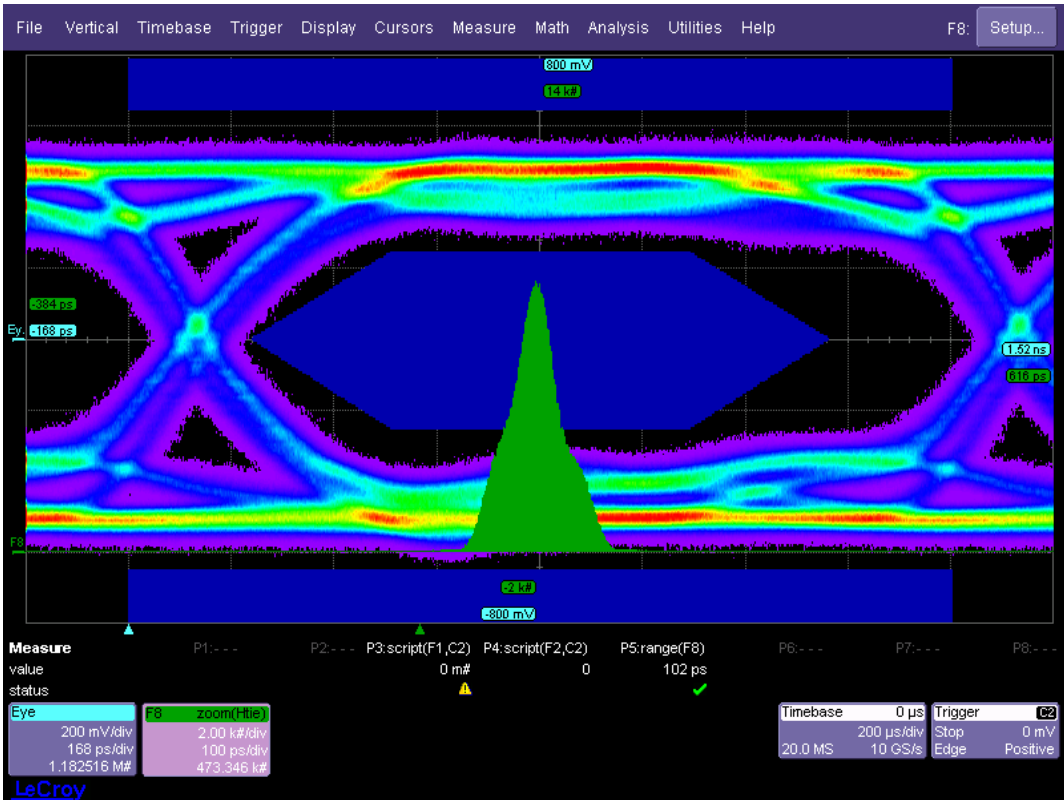 File Vertical Timebase Trigger Display Cursors Measure Math Analysis Utilities Help F8: Setup...
800 mV
14 k#
-384 ps
Ey. -168 ps
1.52 ns
616 ps
F8
-2 k#
-800 mV
Measure P1:- - - P2:- - - P3:script(F1,C2) P4:script(F2,C2) P5:range(F8) P6:- - - P7:- - - P8:- - -
value 0 m# 0 102 ps
status
Eye F8 zoom(Htie) Timebase 0 µs Trigger C2
200 mV/div 2.00 k#/div 200 µs/div Stop 0 mV
168 ps/div 100 ps/div 20.0 MS 10 GS/s Edge Positive
1.182516 M# 473.346 k#
LeCroy